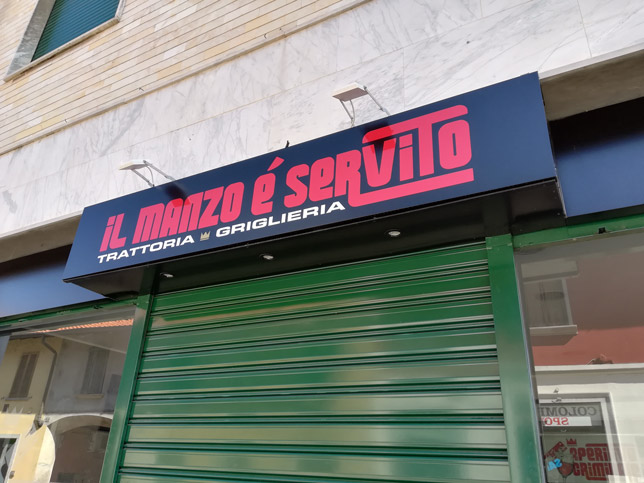 iL MANZO é SERViTO
TRATTORIA GRIGLIERIA